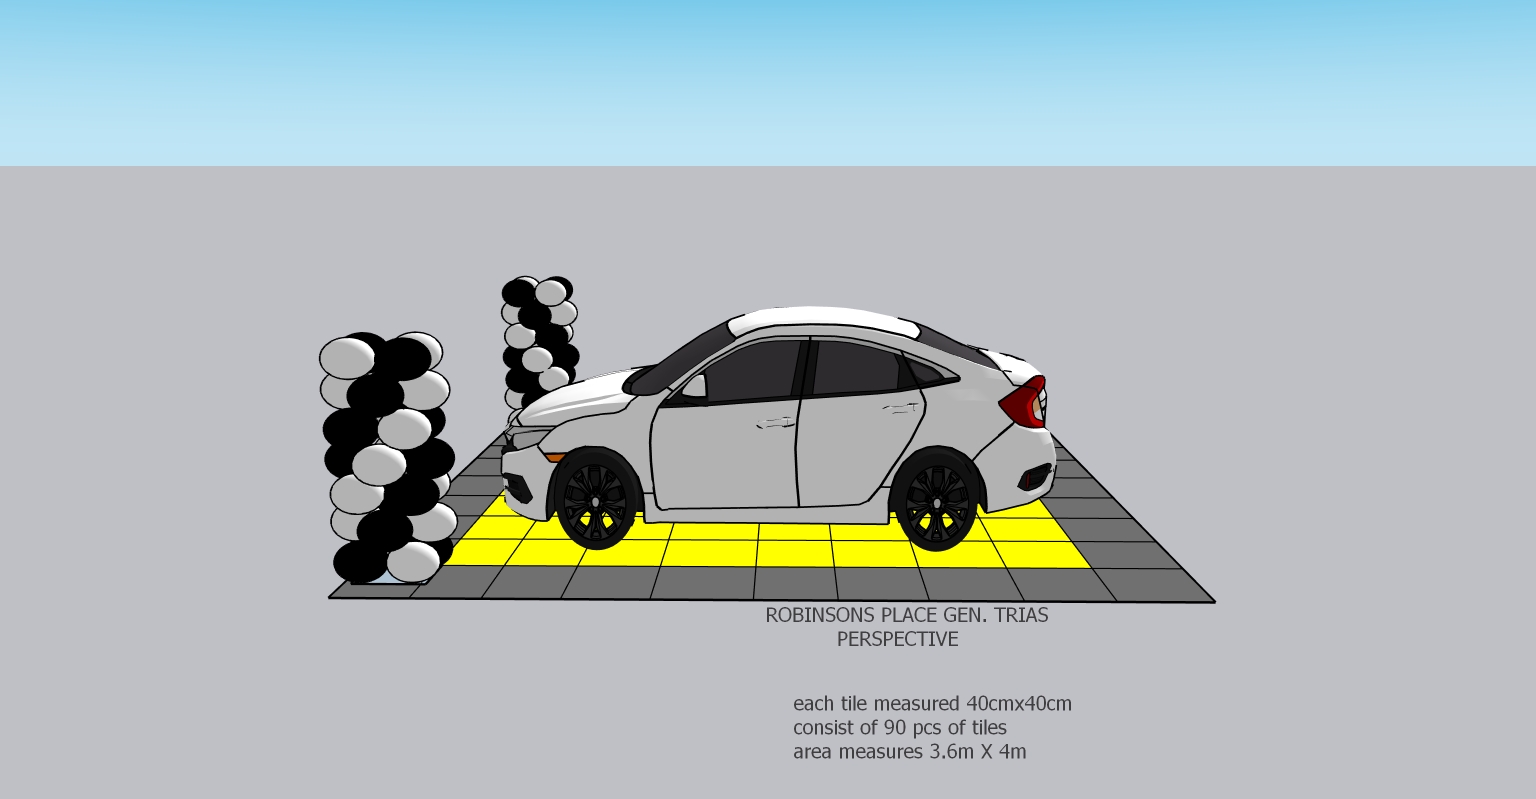 ROBINSONS PLACE GEN. TRIAS
PERSPECTIVE
each tile measured 40cmx40cm
consist of 90 pcs of tiles
area measures 3.6m X 4m